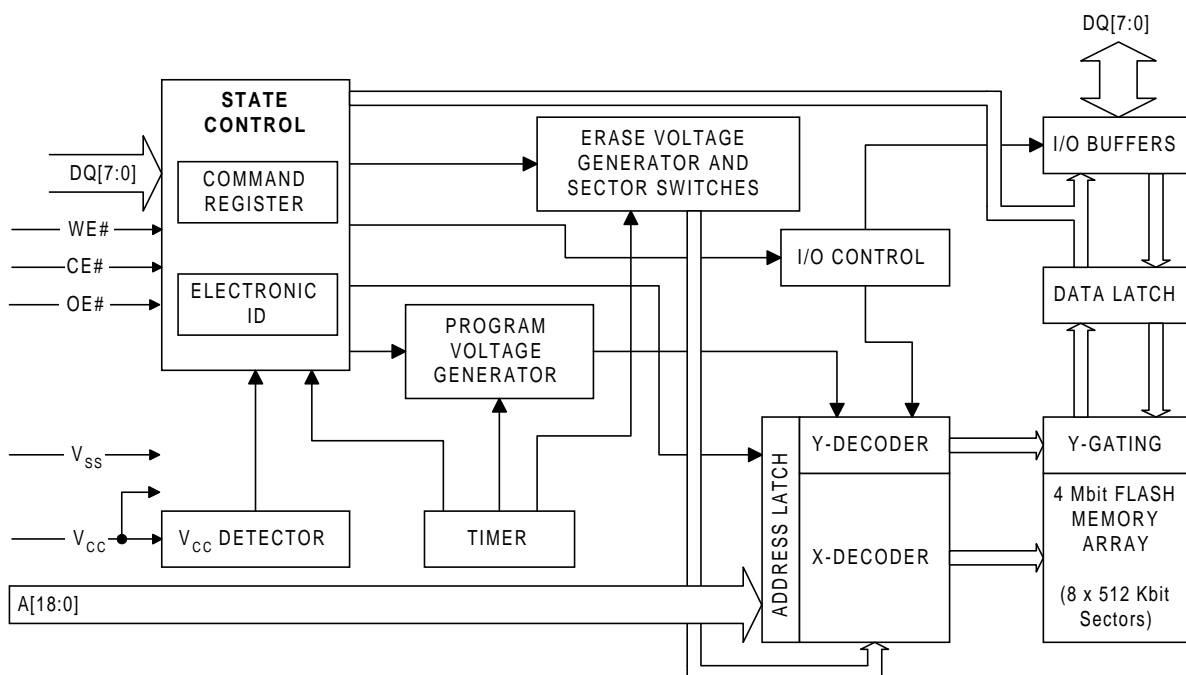 DQ[7:0]
STATE
CONTROL
DQ[7:0]
COMMAND
REGISTER
WE#
CE#
OE#
ELECTRONIC
ID
ERASE VOLTAGE
GENERATOR AND
SECTOR SWITCHES
I/O BUFFERS
I/O CONTROL
DATA LATCH
PROGRAM
VOLTAGE
GENERATOR
VSS
VCC
VCC DETECTOR
TIMER
ADDRESS LATCH
Y-DECODER
X-DECODER
Y-GATING
4 Mbit FLASH
MEMORY
ARRAY
(8 x 512 Kbit
Sectors)
A[18:0]